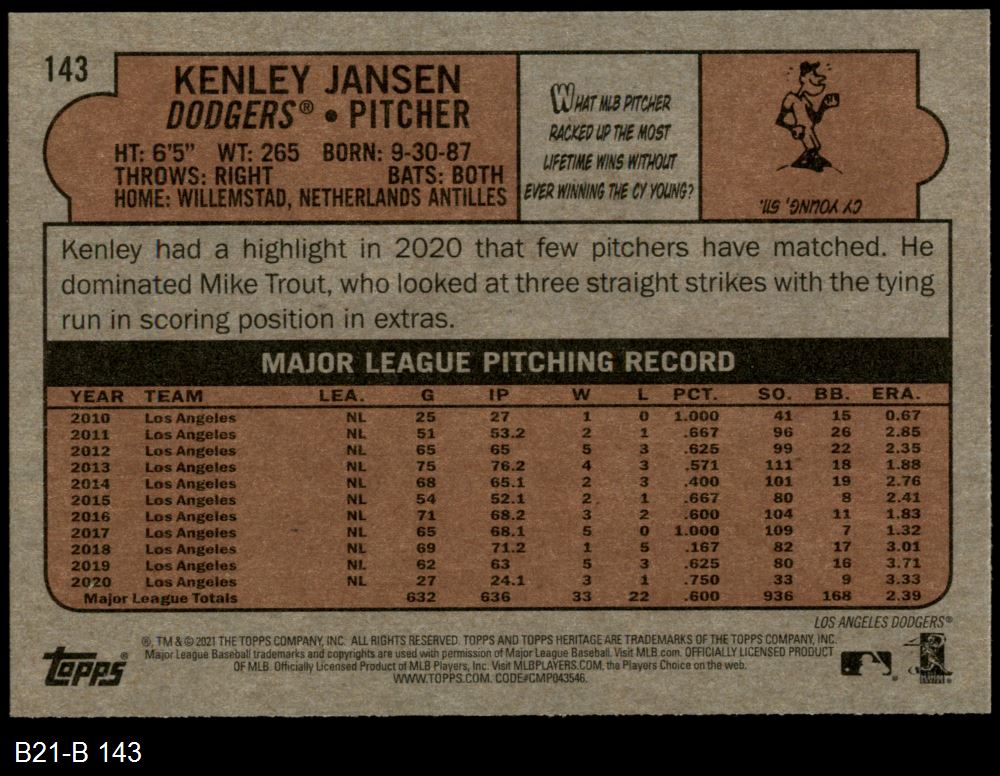 143
KENLEY JANSEN
DODGERS® • PITCHER
HT: 6'5" WT: 265 BORN: 9-30-87
THROWS: RIGHT BATS: BOTH
HOME: WILLEMSTAD, NETHERLANDS ANTILLES
WHAT MLB PITCHER
RACKED UP THE MOST
LIFETIME WINS WITHOUT
EVER WINNING THE CY YOUNG?
CY YOUNG, 511.
Kenley had a highlight in 2020 that few pitchers have matched. He
dominated Mike Trout, who looked at three straight strikes with the tying
run in scoring position in extras.
MAJOR LEAGUE PITCHING RECORD
YEAR TEAM LEA. G IP W L PCT. SO. BB. ERA.
2010 Los Angeles NL 25 27 1 0 1.000 41 15 0.67
2011 Los Angeles NL 51 53.2 2 1 .667 96 26 2.85
2012 Los Angeles NL 65 65 5 3 .625 99 22 2.35
2013 Los Angeles NL 75 76.2 4 3 .571 111 18 1.88
2014 Los Angeles NL 68 65.1 2 3 .400 101 19 2.76
2015 Los Angeles NL 54 52.1 2 1 .667 80 8 2.41
2016 Los Angeles NL 71 68.2 3 2 .600 104 11 1.83
2017 Los Angeles NL 65 68.1 5 0 1.000 109 7 1.32
2018 Los Angeles NL 69 71.2 1 5 .167 82 17 3.01
2019 Los Angeles NL 62 63 5 3 .625 80 16 3.71
2020 Los Angeles NL 27 24.1 3 1 .750 33 9 3.33
Major League Totals 632 636 33 22 .600 936 168 2.39
LOS ANGELES DODGERS®
®, TM & © 2021 THE TOPPS COMPANY, INC. ALL RIGHTS RESERVED. TOPPS AND TOPPS HERITAGE ARE TRADEMARKS OF THE TOPPS COMPANY, INC.
Major League Baseball trademarks and copyrights are used with permission of Major League Baseball. Visit MLB.com. OFFICIALLY LICENSED PRODUCT
OF MLB. Officially Licensed Product of MLB Players, Inc. Visit MLBPLAYERS.COM, the Players Choice on the web.
WWW.TOPPS.COM. CODE#CMP043546.
TOPPS®
B21-B 143